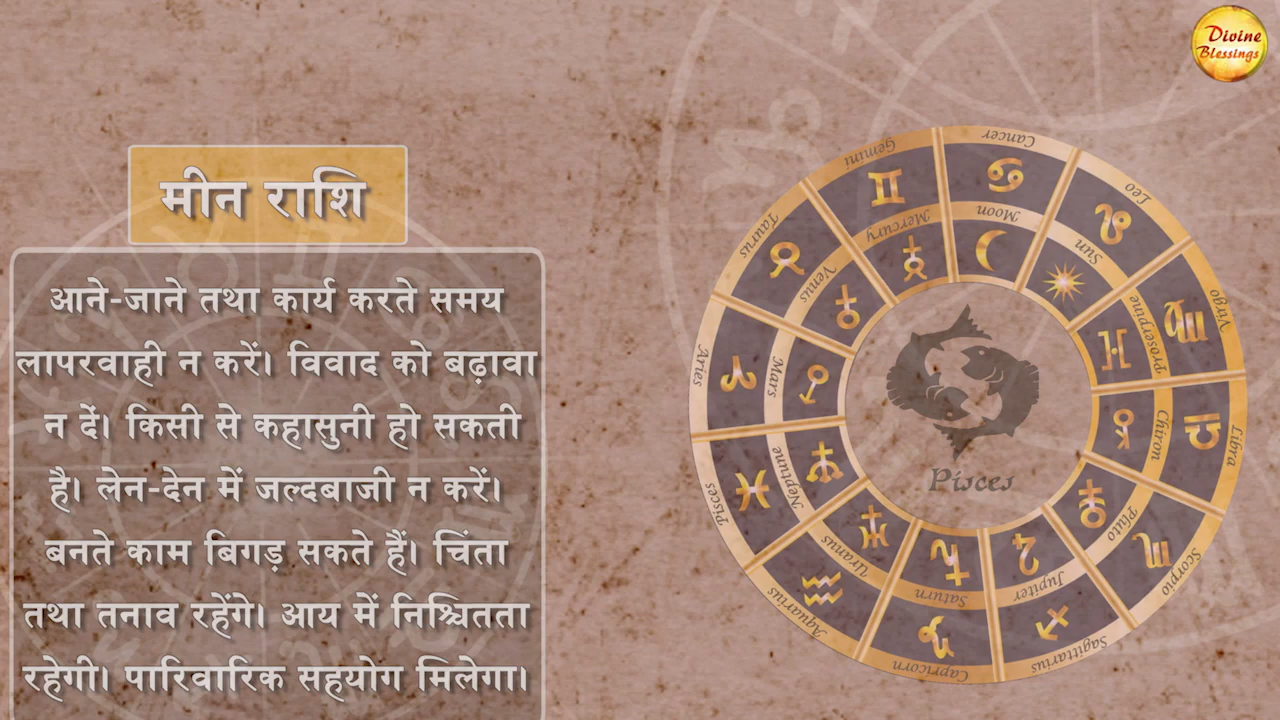 Divine
Blessings
मीन राशि
आने-जाने तथा कार्य करते समय
लापरवाही न करें। विवाद को बढ़ावा
न दें। किसी से कहासुनी हो सकती
है। लेन-देन में जल्दबाजी न करें।
बनते काम बिगड़ सकते हैं। चिंता
तथा तनाव रहेंगे। आय में निश्चितता
रहेगी। पारिवारिक सहयोग मिलेगा।
Cancer
Leo
Virgo
Libra
Scorpio
Sagittarius
Capricorn
Aquarius
Pisces
Aries
Taurus
Gemini
Moon
Sun
Proserpine
Chiron
Pluto
Jupiter
Saturn
Uranus
Neptune
Mars
Venus
Mercury
Pisces